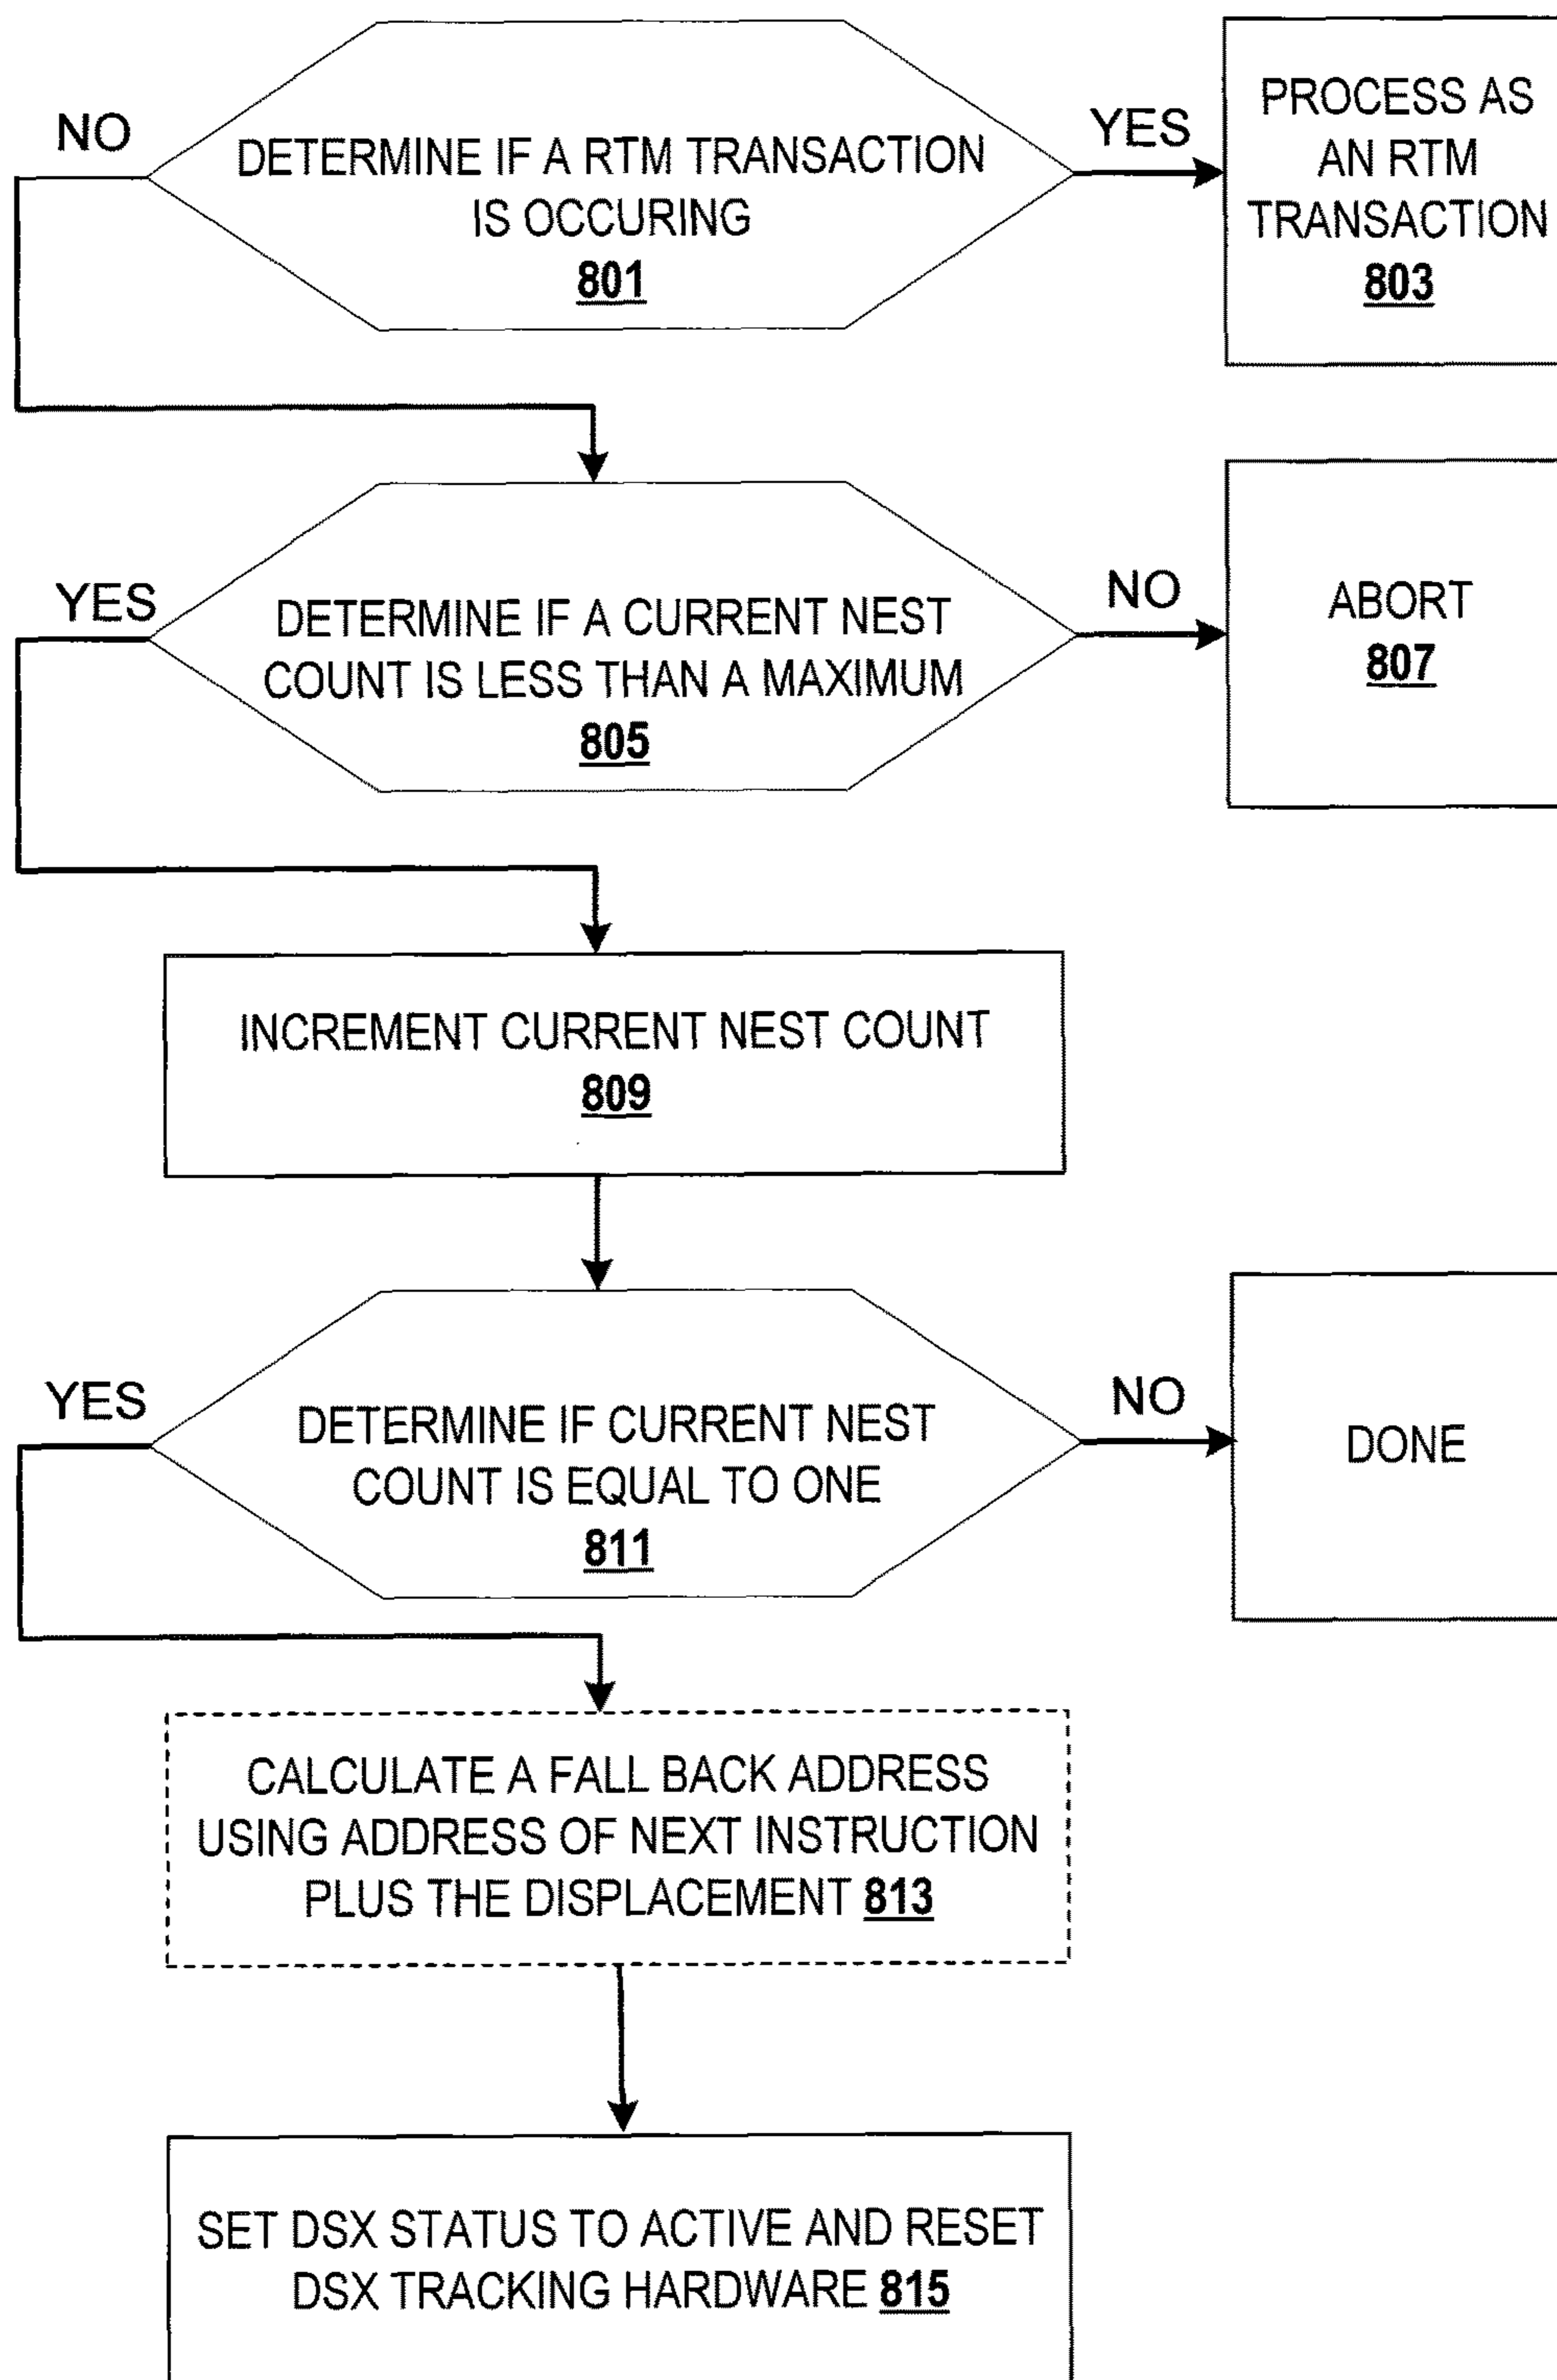 NO
DETERMINE IF A RTM TRANSACTION
IS OCCURING
801
YES
PROCESS AS
AN RTM
TRANSACTION
803
YES
DETERMINE IF A CURRENT NEST
COUNT IS LESS THAN A MAXIMUM
805
NO
ABORT
807
INCREMENT CURRENT NEST COUNT
809
YES
DETERMINE IF CURRENT NEST
COUNT IS EQUAL TO ONE
811
NO
DONE
CALCULATE A FALL BACK ADDRESS
USING ADDRESS OF NEXT INSTRUCTION
PLUS THE DISPLACEMENT 813
SET DSX STATUS TO ACTIVE AND RESET
DSX TRACKING HARDWARE 815